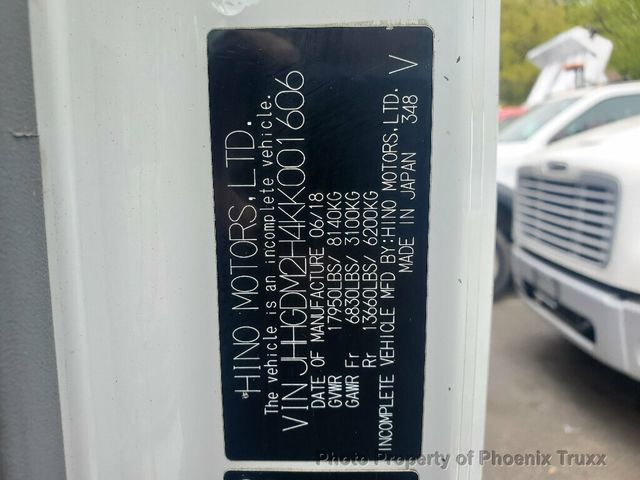 HINO MOTORS, LTD.
The vehicle is an incomplete vehicle.
VIN JHHGDM2H4KK001606
DATE OF MANUFACTURE 06/18
GVWR 17950LBS/ 8140KG
GAWR Fr 6830LBS/ 3100KG
Rr 13660LBS/ 6200KG
INCOMPLETE VEHICLE MFD BY:HINO MOTORS,LTD.
MADE IN JAPAN 348 V
Photo Property of Phoenix Truxx